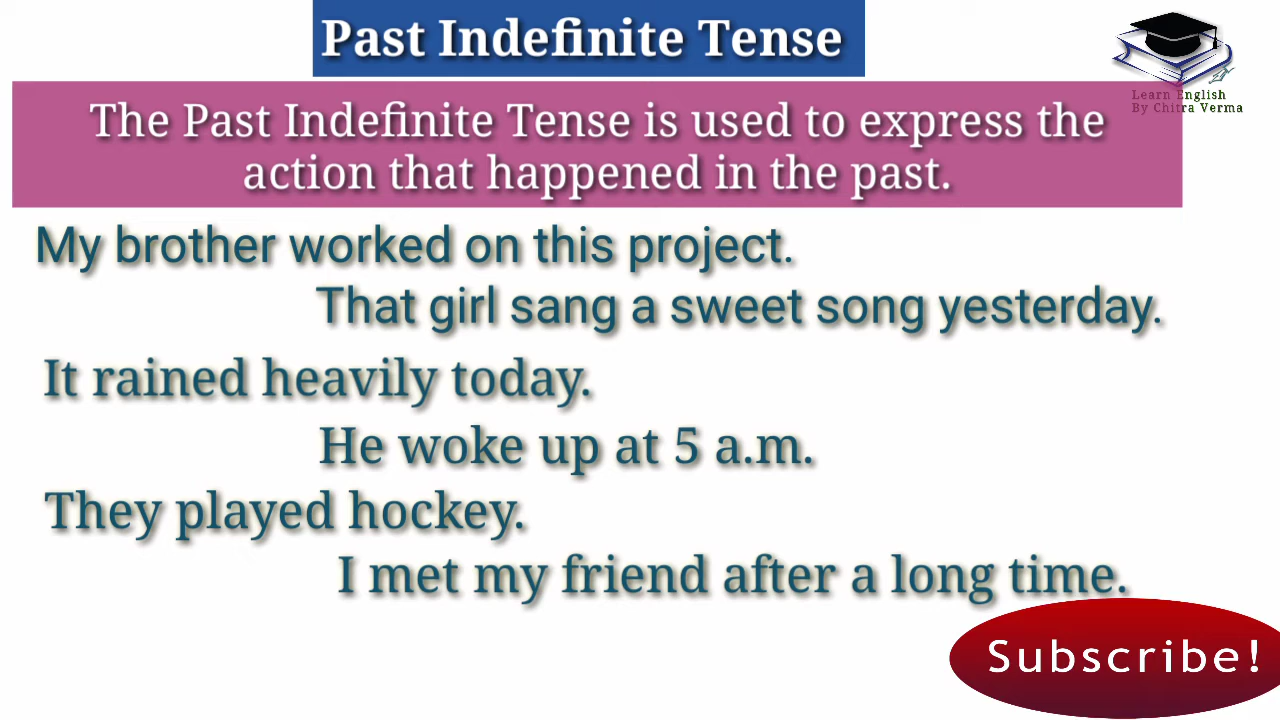 Past Indefinite Tense
Learn English
By Chitra Verma
The Past Indefinite Tense is used to express the
action that happened in the past.
My brother worked on this project.
That girl sang a sweet song yesterday.
It rained heavily today.
He woke up at 5 a.m.
They played hockey.
I met my friend after a long time.
Subscribe!